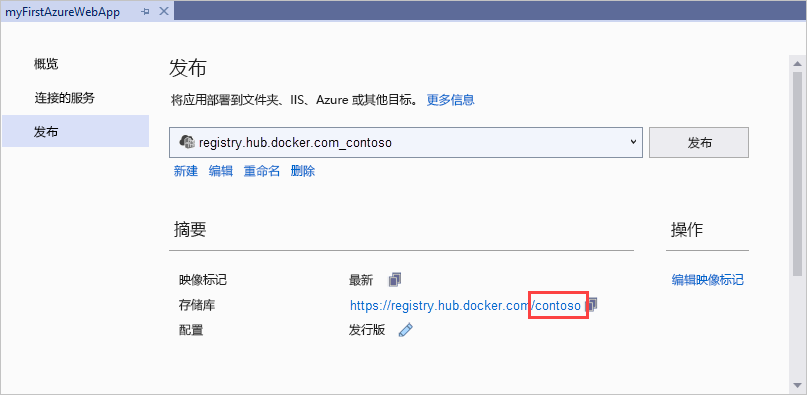 myFirstAzureWebApp
概览
连接的服务
发布
发布
将应用部署到文件夹、IIS、Azure 或其他目标。 更多信息
registry.hub.docker.com_contoso
发布
新建 编辑 重命名 删除
摘要
操作
映像标记 最新
编辑映像标记
存储库 https://registry.hub.docker.com/contoso
配置 发行版